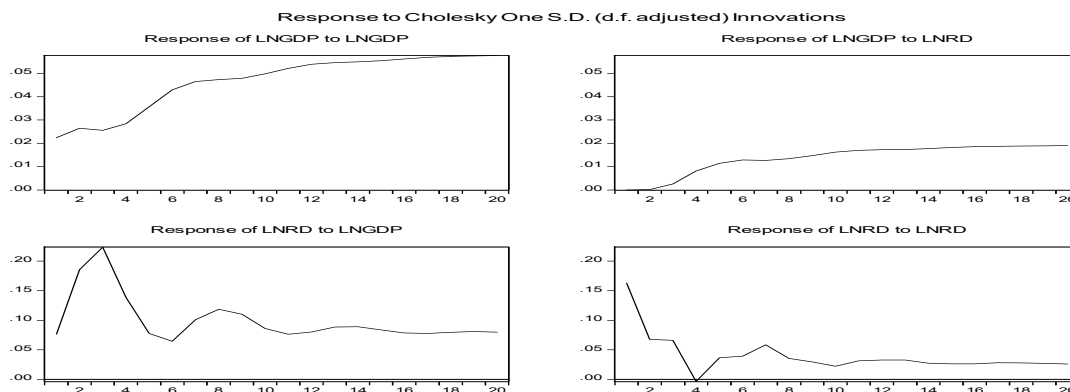 Response to Cholesky One S.D. (d.f. adjusted) Innovations
Response of LNGDP to LNGDP
.05
.04
.03
.02
.01
.00
2 4 6 8 10 12 14 16 18 20
Response of LNGDP to LNRD
.05
.04
.03
.02
.01
.00
2 4 6 8 10 12 14 16 18 20
Response of LNRD to LNGDP
.20
.15
.10
.05
.00
2 4 6 8 10 12 14 16 18 20
Response of LNRD to LNRD
.20
.15
.10
.05
.00
2 4 6 8 10 12 14 16 18 20